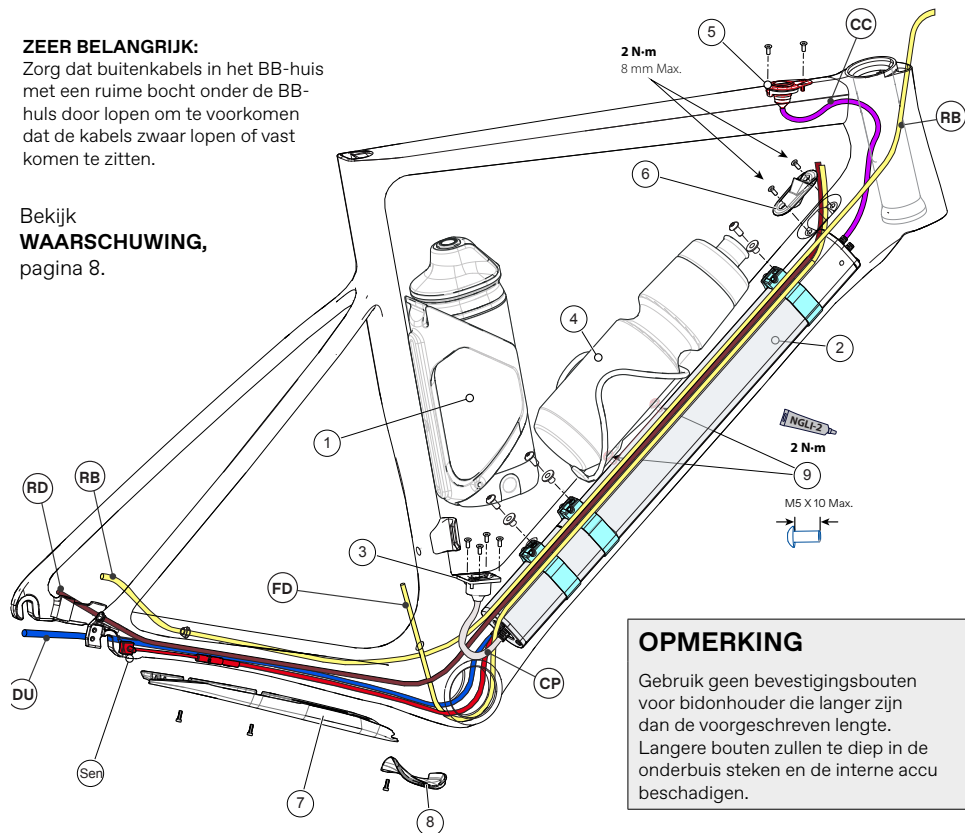 ZEER BELANGRIJK:
Zorg dat buitenkabels in het BB-huis
met een ruime bocht onder de BB-
huls door lopen om te voorkomen
dat de kabels zwaar lopen of vast
komen te zitten.
Bekijk
WAARSCHUWING,
pagina 8.
2 N·m
8 mm Max.
5
CC
RB
6
4
2
1
NGLI-2
2 N·m
9
M5 X 10 Max.
RD
RB
3
FD
DU
CP
Sen
7
8
OPMERKING
Gebruik geen bevestigingsbouten
voor bidonhouder die langer zijn
dan de voorgeschreven lengte.
Langere bouten zullen te diep in de
onderbuis steken en de interne accu
beschadigen.